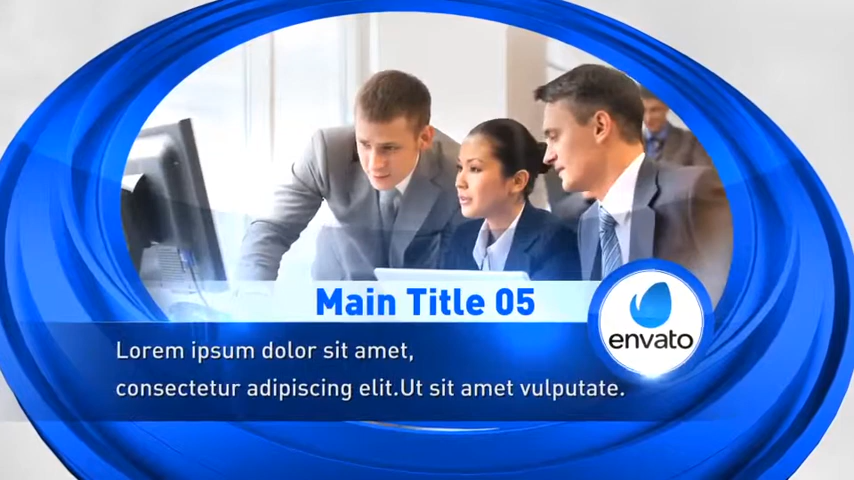 Main Title 05
Lorem ipsum dolor sit amet,
consectetur adipiscing elit.Ut sit amet vulputate.
envato